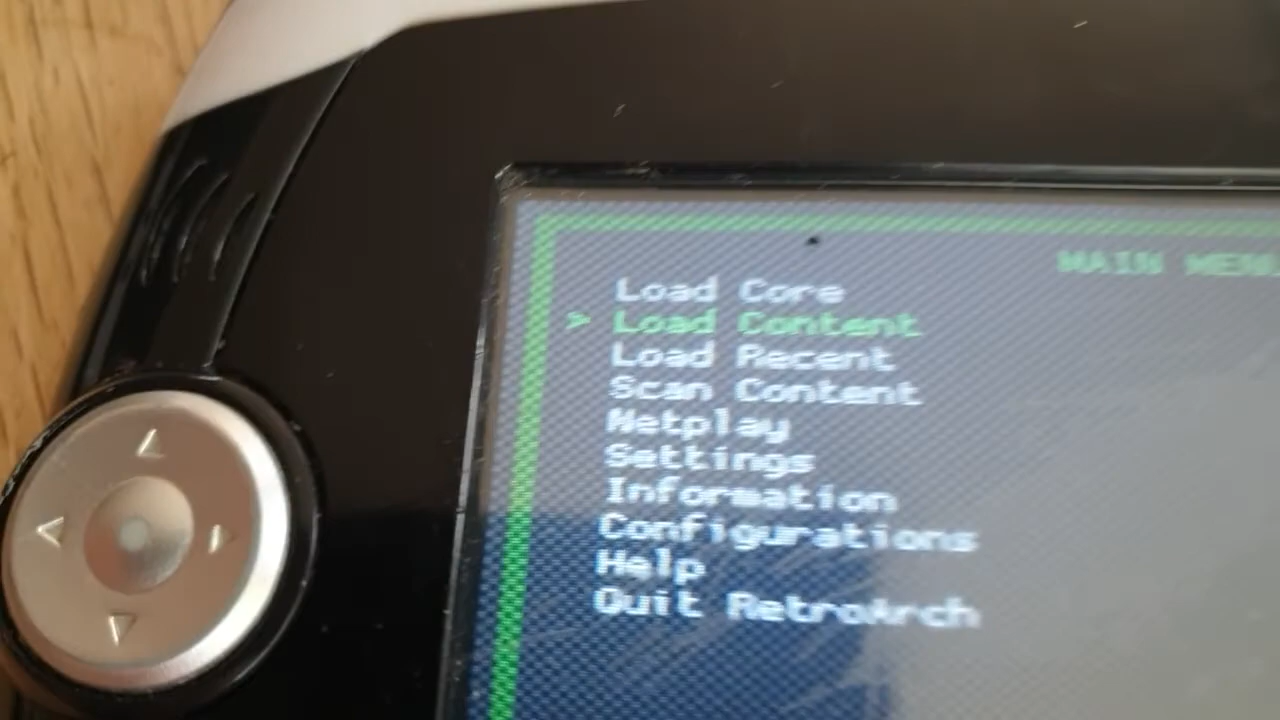 MAIN MENU
Load Core
> Load Content
Load Recent
Scan Content
Netplay
Settings
Information
Configurations
Help
Quit RetroArch